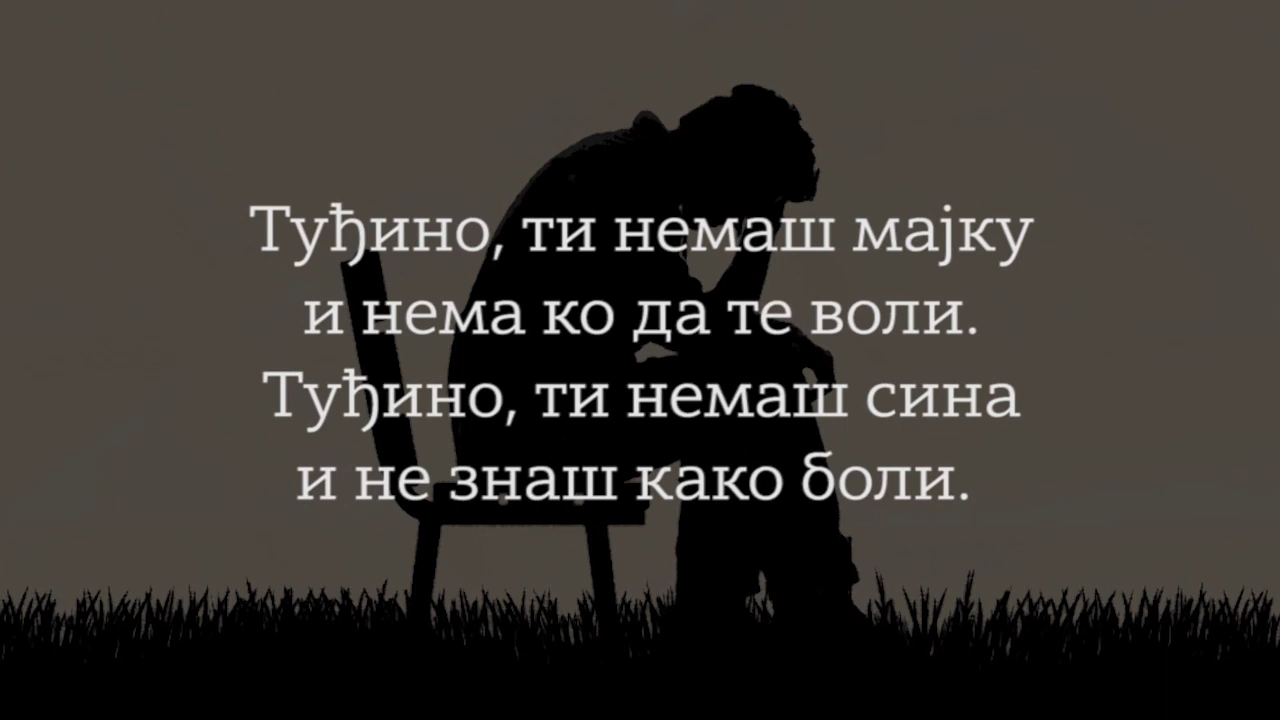 Туђино, ти немаш мајку
и нема ко да те воли.
Туђино, ти немаш сина
и не знаш како боли.